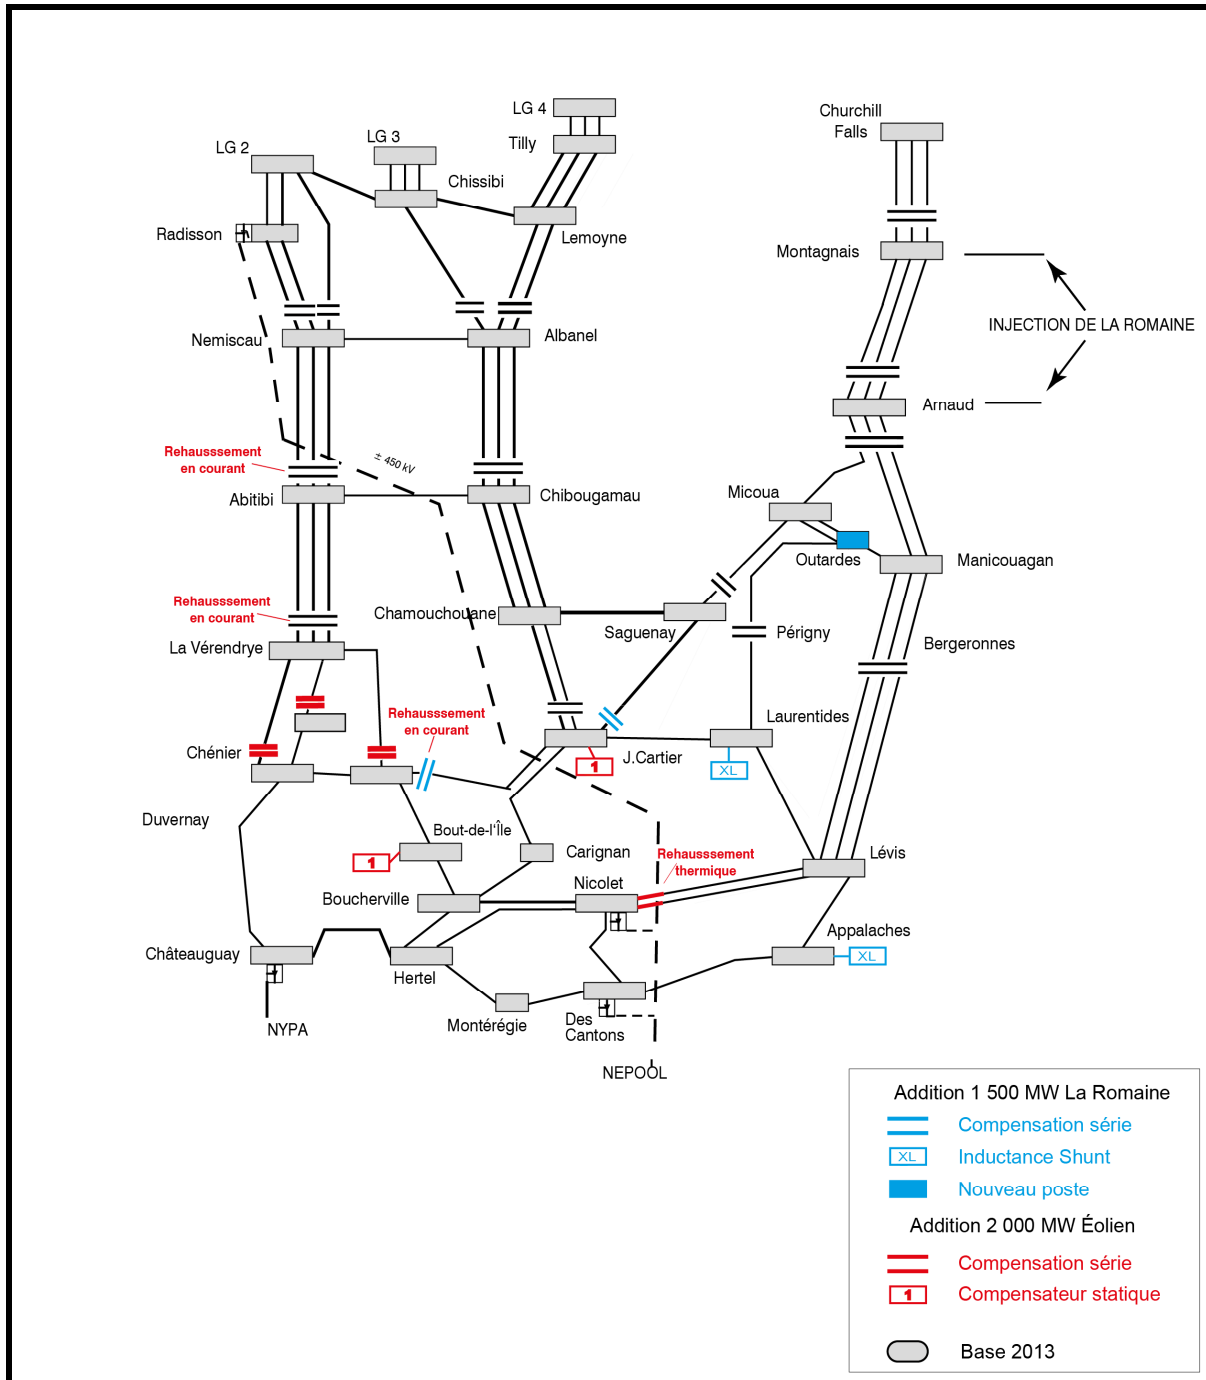 LG 4
Churchill
Falls
LG 3
Tilly
LG 2
Chissibi
Radisson
Lemoyne
Montagnais
INJECTION DE LA ROMAINE
Nemiscau
Albanel
Arnaud
Rehausssement
en courant
± 450 kV
Abitibi
Chibougamau
Micoua
Outardes
Manicouagan
Rehausssement
en courant
Chamouchouane
Saguenay
Périgny
Bergeronnes
La Vérendrye
Rehausssement
en courant
Laurentides
Chénier
J.Cartier
1
XL
Duvernay
Bout-de-l'Île
Carignan
1
Rehausssement
thermique
Lévis
Nicolet
Boucherville
Appalaches
Châteauguay
XL
Hertel
NYPA
Montérégie
Des
Cantons
NEPOOL
Addition 1 500 MW La Romaine
Compensation série
XL Inductance Shunt
Nouveau poste
Addition 2 000 MW Éolien
Compensation série
1 Compensateur statique
Base 2013